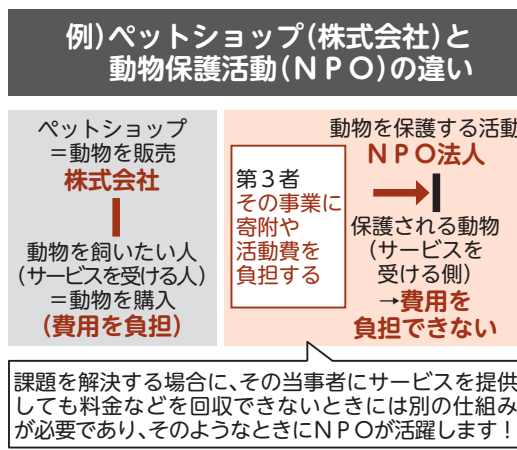 例)ペットショップ(株式会社)と
動物保護活動(NPO)の違い
ペットショップ
=動物を販売
株式会社
動物を飼いたい人
(サービスを受ける人)
=動物を購入
(費用を負担)
第3者
その事業に
寄附や
活動費を
負担する
動物を保護する活動
NPO法人
保護される動物
(サービスを
受ける側)
→費用を
負担できない
課題を解決する場合に、その当事者にサービスを提供
しても料金などを回収できないときには別の仕組み
が必要であり、そのようなときにNPOが活躍します!